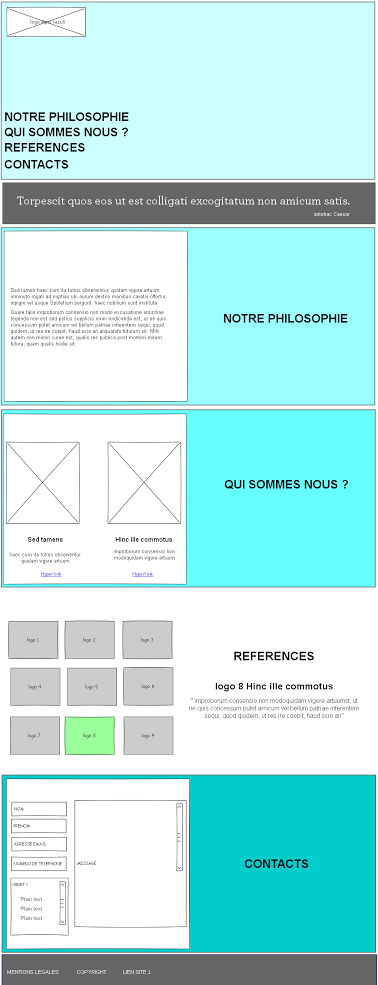 NOTRE PHILOSOPHIE
QUI SOMMES NOUS ?
REFERENCES
CONTACTS
Torpescit quos eos ut est colligati excogitatum non amicum satis.
antehac Caesar
Sed tamen haec cum ita tutius observentur, quidam vigore artuum
inminuto rogati ad nuptias ubi aurum dextris manibus cavatis offertur,
inpigre vel usque Spoletium pergunt. haec nobilium sunt instituta.
Quare talis improborum consensio non modo excusatione amicitiae
tegenda non est sed potius supplicio omni vindicanda est, ut ne quis
concessum putet amicum vel bellum patriae inferentem sequi; quod
quidem, ut res ire coepit, haud scio an aliquando futurum sit. Mihi
autem non minori curae est, qualis res publica post mortem meam
futura, quam qualis hodie sit.
NOTRE PHILOSOPHIE
QUI SOMMES NOUS ?
Sed tamens
Hinc ille commotus
haec cum ita tutius observentur
quidam vigore artuum
improborum consensio non
modoquidam vigore artuum
Hyperlink
Hyperlink
logo 1
logo 2
logo 3
REFERENCES
logo 4
logo 5
logo 6
logo 8 Hinc ille commotus
" improborum consensio non modoquidam vigore artuumst, ut
ne quis concessum putet amicum vel bellum patriae inferentem
sequi; quod quidem, ut res ire coepit, haud scio an"
logo 7
logo 8
logo 9
NOM
PRENOM
ADRESSE EMAIL
NUMERO DE TELEPHONE
OBJET /
Plain text
Plain text
Plain text
MESSAGE
CONTACTS
MENTIONS LEGALES
COPYRIGHT
LIEN SITE J.